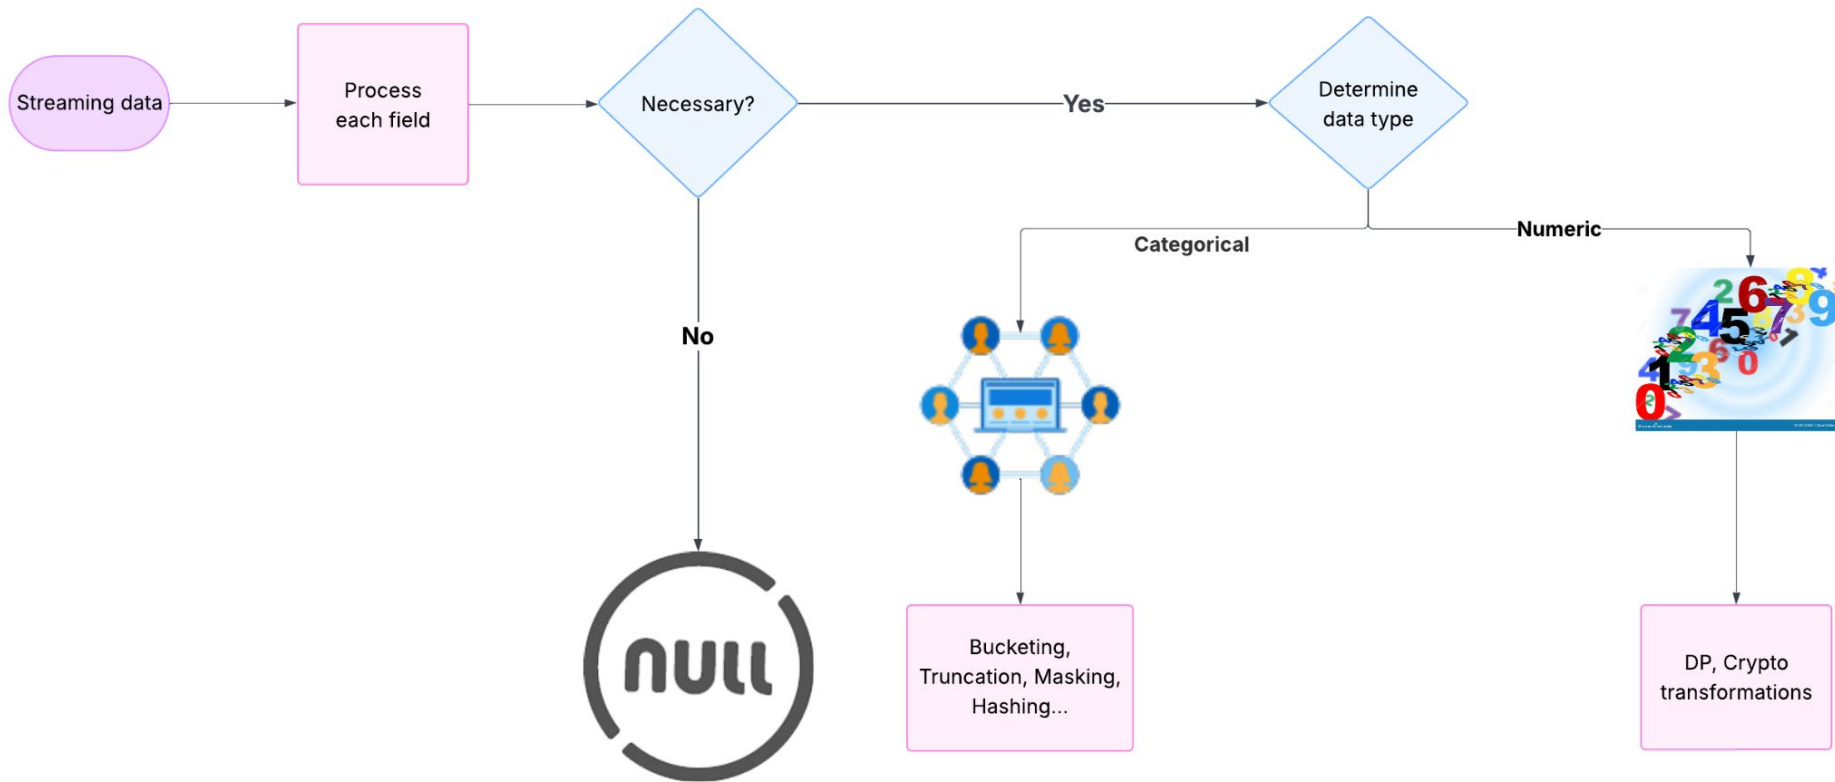 Streaming data
Process
each field
Necessary?
Yes
Determine
data type
Categorical
Numeric
No
null
Bucketing,
Truncation, Masking,
Hashing...
DP, Crypto
transformations